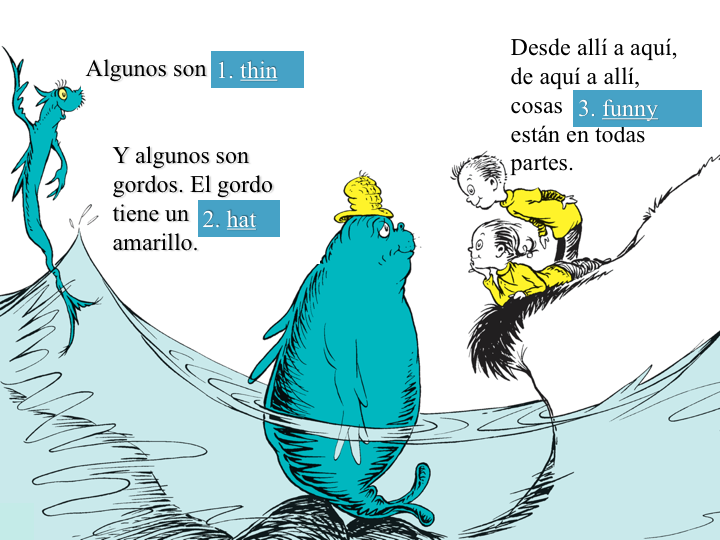 Algunos son 1. thin
Y algunos son
gordos. El gordo
tiene un 2. hat
amarillo.
Desde allí a aquí,
de aquí a allí,
cosas 3. funny
están en todas
partes.